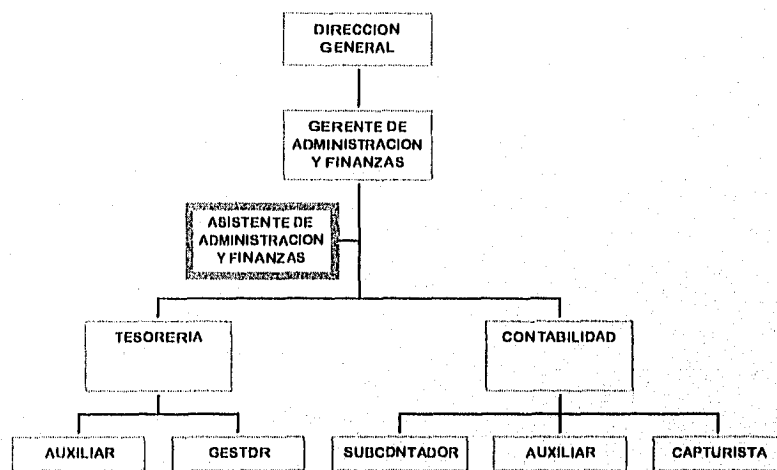 DIRECCION
GENERAL
GERENTE DE
ADMINISTRACION
Y FINANZAS
ASISTENTE DE
ADMINISTRACION
Y FINANZAS
TESORERIA
CONTABILIDAD
AUXILIAR
GESTOR
SUBCONTADOR
AUXILIAR
CAPTURISTA